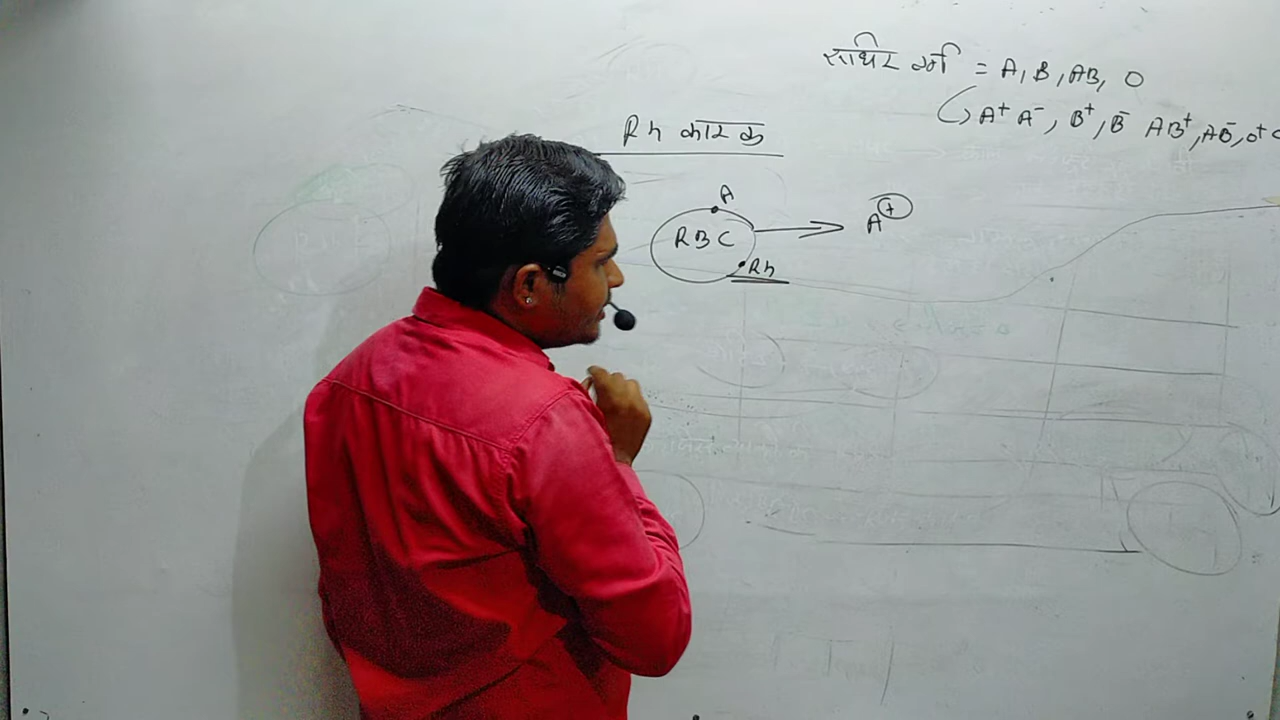 रुधिर वर्ग = A, B, AB, O
A⁺ A⁻, B⁺, B⁻ AB⁺, AB⁻, O⁺
Rh कारक
A
RBC
A⁺
Rh